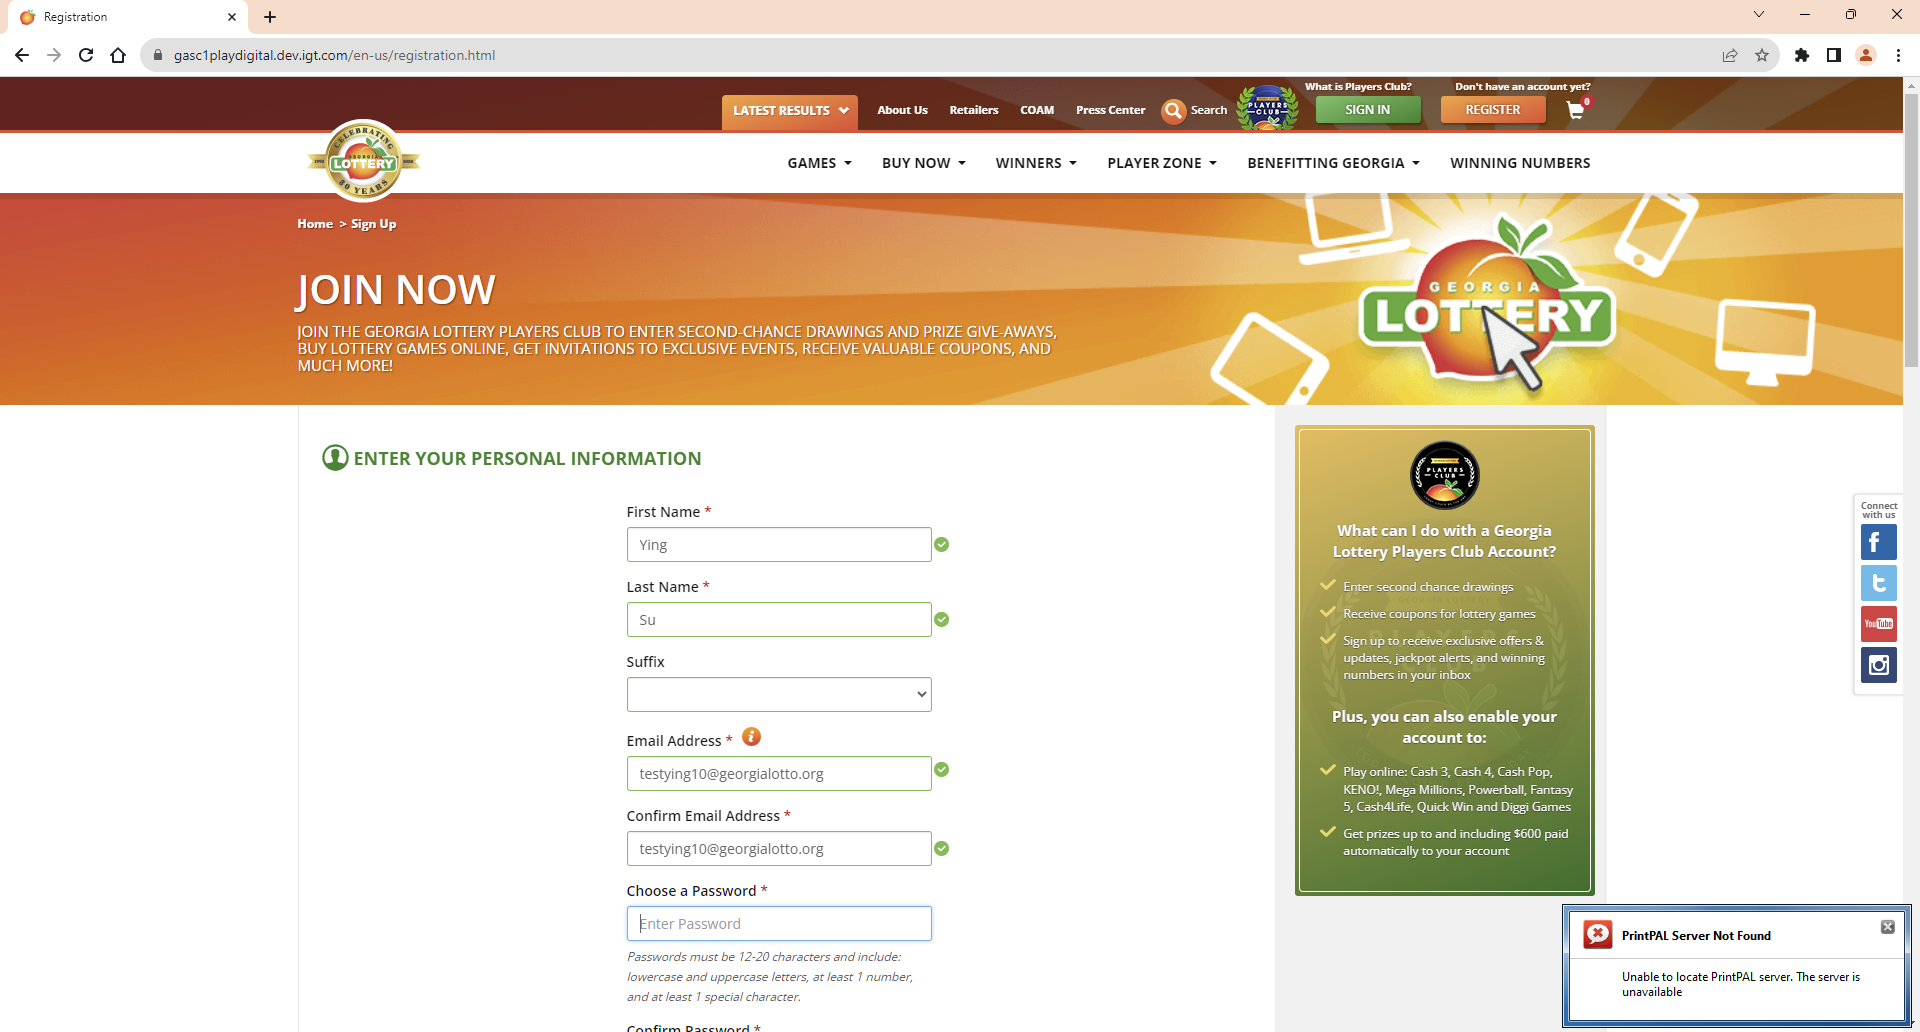 Registration
gasc1playdigital.dev.igt.com/en-us/registration.html
What is Players Club?
Don't have an account yet?
LATEST RESULTS
About Us
Retailers
COAM
Press Center
Search
PLAYERS
CLUB
SIGN IN
REGISTER
0
CELEBRATING
GEORGIA
LOTTERY
30 YEARS
GAMES
BUY NOW
WINNERS
PLAYER ZONE
BENEFITTING GEORGIA
WINNING NUMBERS
Home > Sign Up
JOIN NOW
JOIN THE GEORGIA LOTTERY PLAYERS CLUB TO ENTER SECOND-CHANCE DRAWINGS AND PRIZE GIVE-AWAYS,
BUY LOTTERY GAMES ONLINE, GET INVITATIONS TO EXCLUSIVE EVENTS, RECEIVE VALUABLE COUPONS, AND
MUCH MORE!
GEORGIA
LOTTERY
ENTER YOUR PERSONAL INFORMATION
First Name *
Ying
Last Name *
Su
Suffix
Email Address *
testying10@georgialotto.org
Confirm Email Address *
testying10@georgialotto.org
Choose a Password *
Enter Password
Passwords must be 12-20 characters and include:
lowercase and uppercase letters, at least 1 number,
and at least 1 special character.
Confirm Password *
PLAYERS
CLUB
What can I do with a Georgia
Lottery Players Club Account?
Enter second chance drawings
Receive coupons for lottery games
Sign up to receive exclusive offers &
updates, jackpot alerts, and winning
numbers in your inbox
Plus, you can also enable your
account to:
Play online: Cash 3, Cash 4, Cash Pop,
KENO!, Mega Millions, Powerball, Fantasy
5, Cash4Life, Quick Win and Diggi Games
Get prizes up to and including $600 paid
automatically to your account
Connect
with us
You Tube
PrintPAL Server Not Found
Unable to locate PrintPAL server. The server is
unavailable